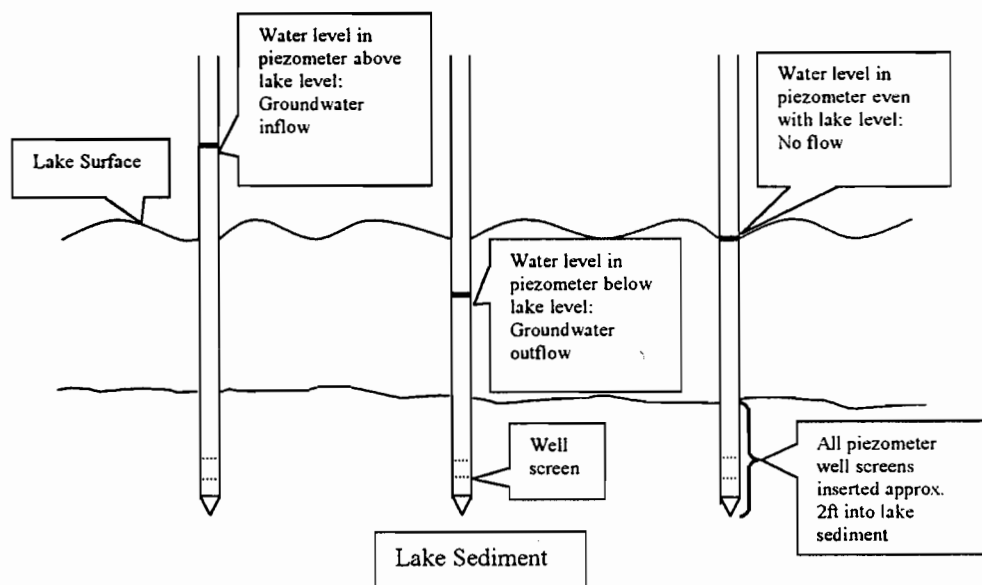 Water level in
piezometer above
lake level:
Groundwater
inflow
Water level in
piezometer even
with lake level:
No flow
Lake Surface
Water level in
piezometer below
lake level:
Groundwater
outflow
Well
screen
All piezometer
well screens
inserted approx.
2ft into lake
sediment
Lake Sediment